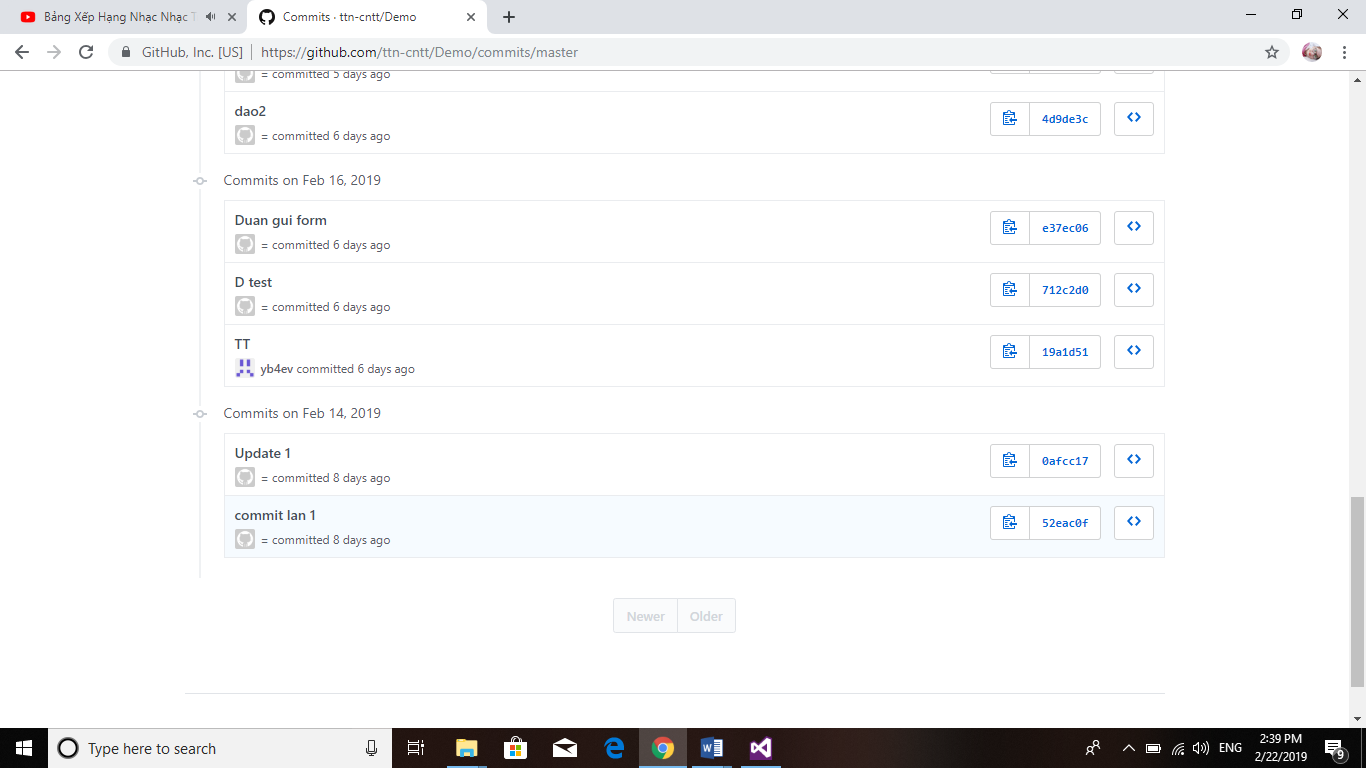 Bảng Xếp Hạng Nhạc Nhạc T
Commits · ttn-cntt/Demo
GitHub, Inc. [US]
https://github.com/ttn-cntt/Demo/commits/master
= committed 5 days ago
dao2
= committed 6 days ago
4d9de3c
Commits on Feb 16, 2019
Duan gui form
= committed 6 days ago
e37ec06
D test
= committed 6 days ago
712c2d0
TT
yb4ev committed 6 days ago
19a1d51
Commits on Feb 14, 2019
Update 1
= committed 8 days ago
0afcc17
commit lan 1
= committed 8 days ago
52eac0f
Newer Older
Type here to search
ENG
2:39 PM
2/22/2019
9